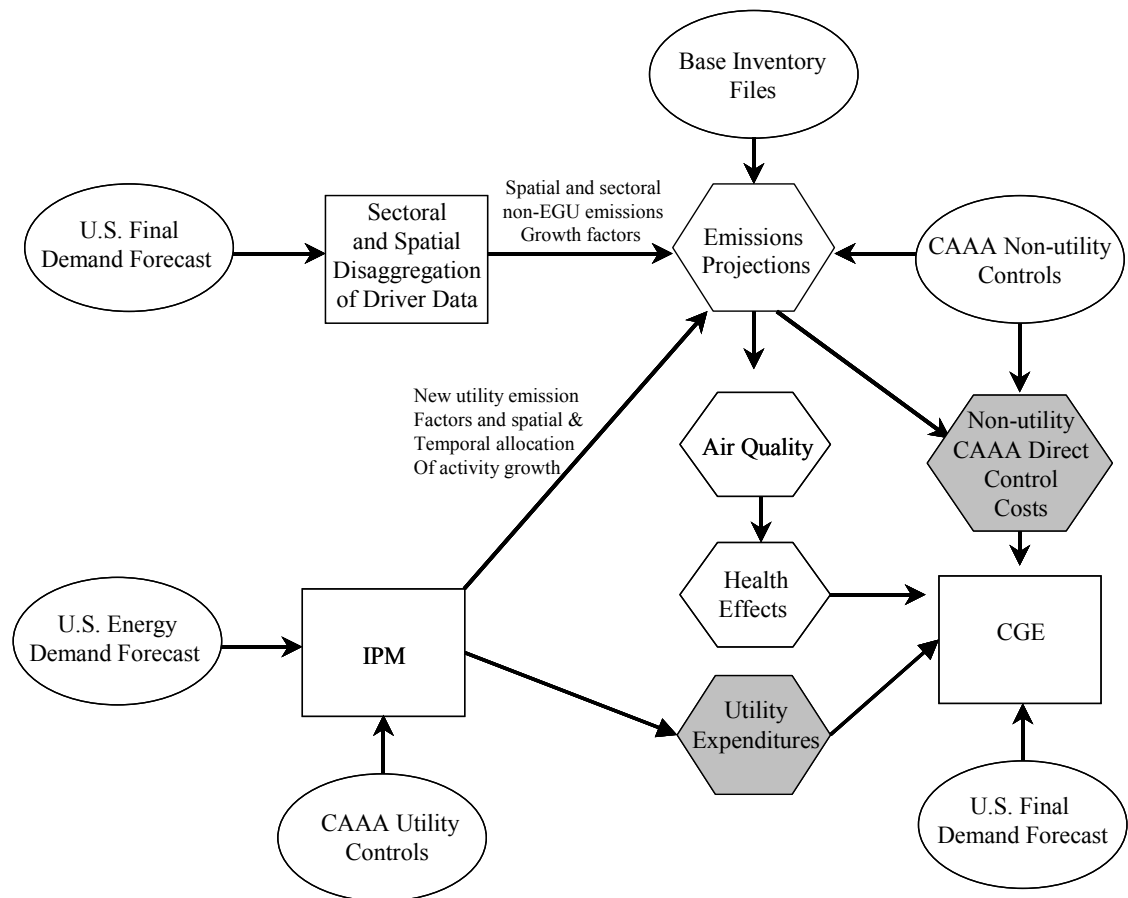 Base Inventory
Files
U.S. Final
Demand Forecast
Sectoral
and Spatial
Disaggregation
of Driver Data
Spatial and sectoral
non-EGU emissions
Growth factors
Emissions
Projections
CAAA Non-utility
Controls
New utility emission
Factors and spatial &
Temporal allocation
Of activity growth
Air Quality
Non-utility
CAAA Direct
Control
Costs
Health
Effects
U.S. Energy
Demand Forecast
IPM
CGE
Utility
Expenditures
CAAA Utility
Controls
U.S. Final
Demand Forecast